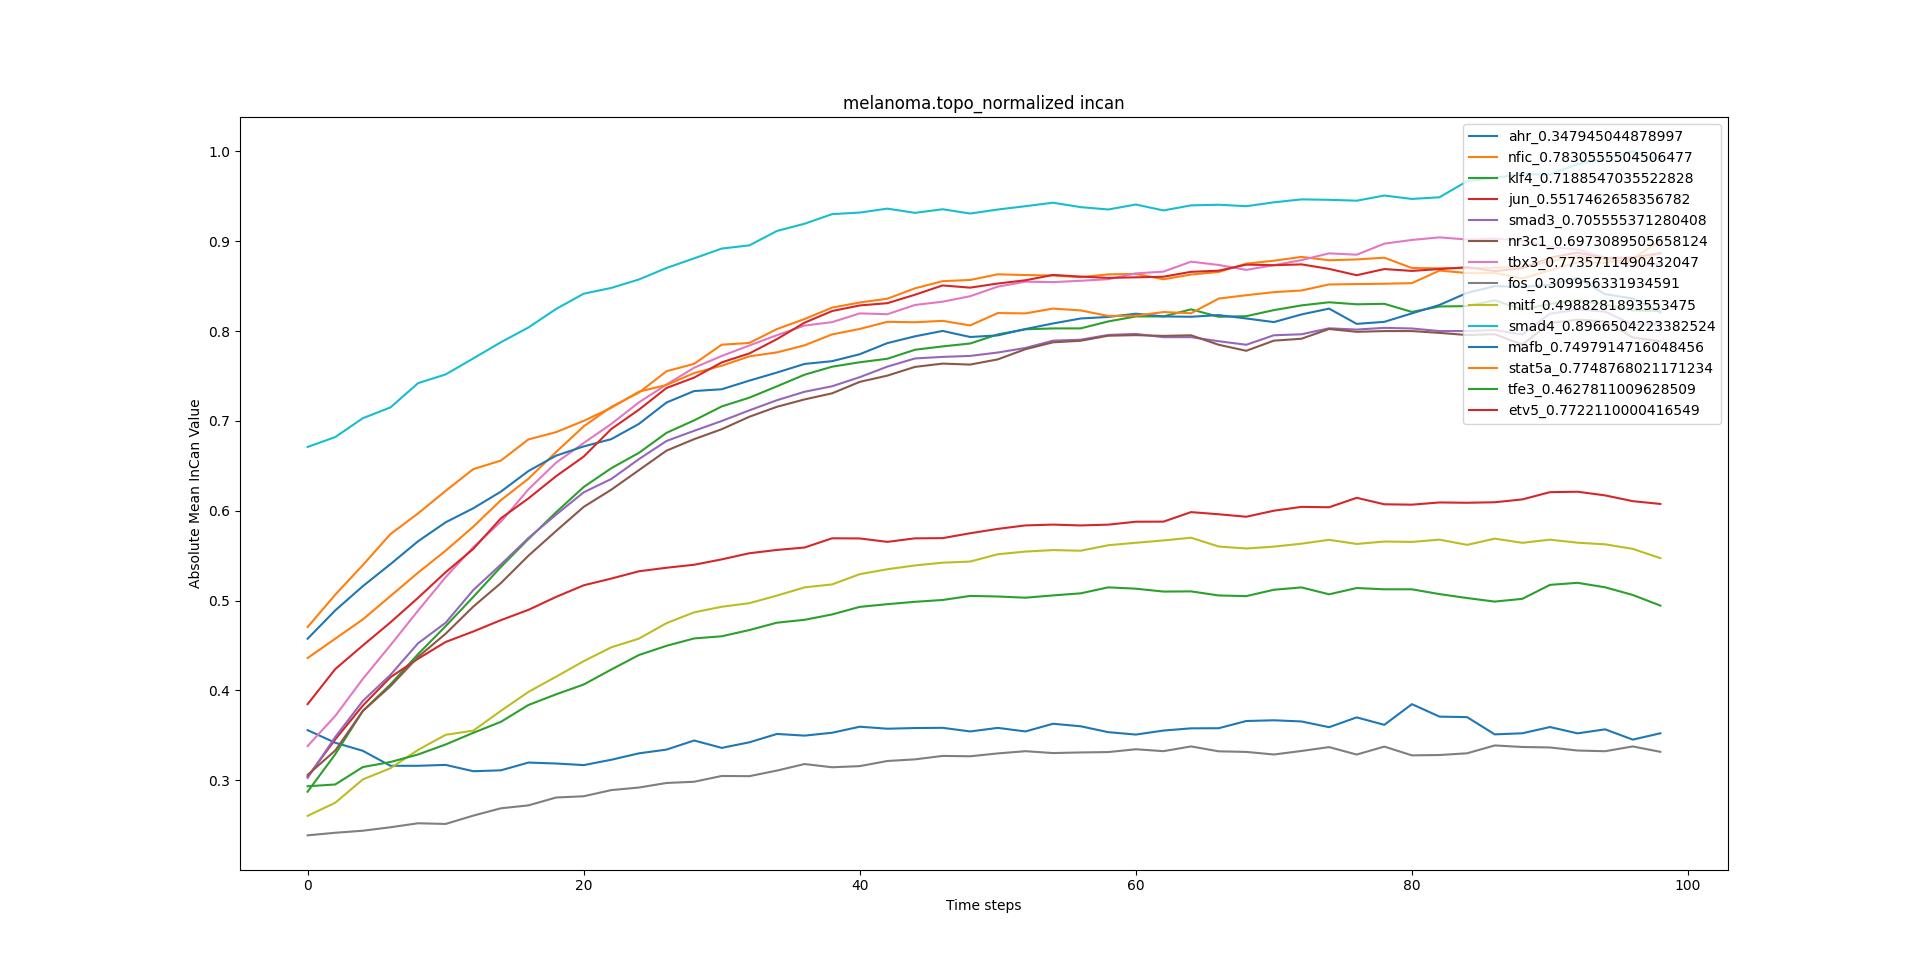 melanoma.topo_normalized incan
ahr_0.347945044878997
nfic_0.7830555504506477
klf4_0.7188547035522828
jun_0.5517462658356782
smad3_0.705555371280408
nr3c1_0.6973089505658124
tbx3_0.7735711490432047
fos_0.309956331934591
mitf_0.4988281893553475
smad4_0.8966504223382524
mafb_0.7497914716048456
stat5a_0.7748768021171234
tfe3_0.4627811009628509
etv5_0.7722110000416549
Absolute Mean InCan Value
1.0
0.9
0.8
0.7
0.6
0.5
0.4
0.3
0
20
40
60
80
100
Time steps